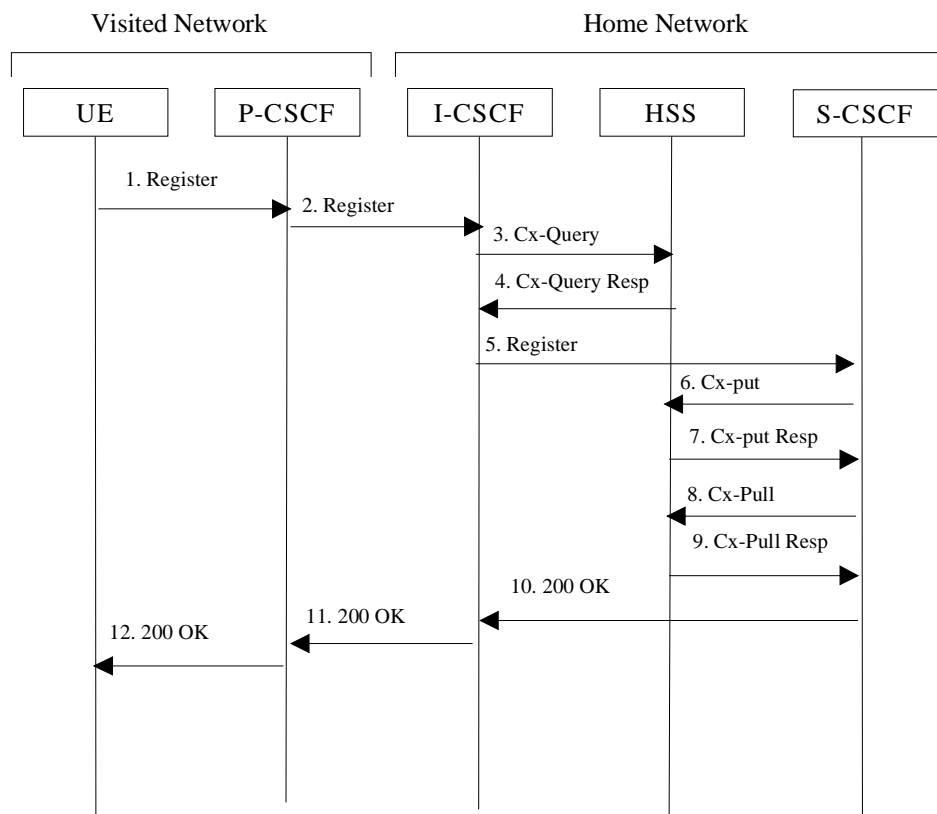 Visited Network
Home Network
UE
P-CSCF
I-CSCF
HSS
S-CSCF
1. Register
2. Register
3. Cx-Query
4. Cx-Query Resp
5. Register
6. Cx-put
7. Cx-put Resp
8. Cx-Pull
9. Cx-Pull Resp
10. 200 OK
11. 200 OK
12. 200 OK